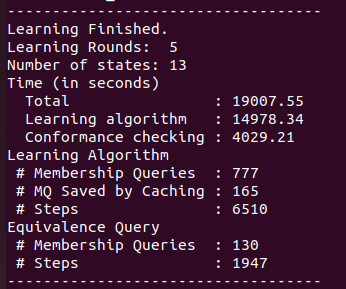 -----------------------------------
Learning Finished.
Learning Rounds:  5
Number of states: 13
Time (in seconds)
  Total                : 19007.55
  Learning algorithm   : 14978.34
  Conformance checking : 4029.21
Learning Algorithm
 # Membership Queries  : 777
 # MQ Saved by Caching : 165
 # Steps               : 6510
Equivalence Query
 # Membership Queries  : 130
 # Steps               : 1947
-----------------------------------